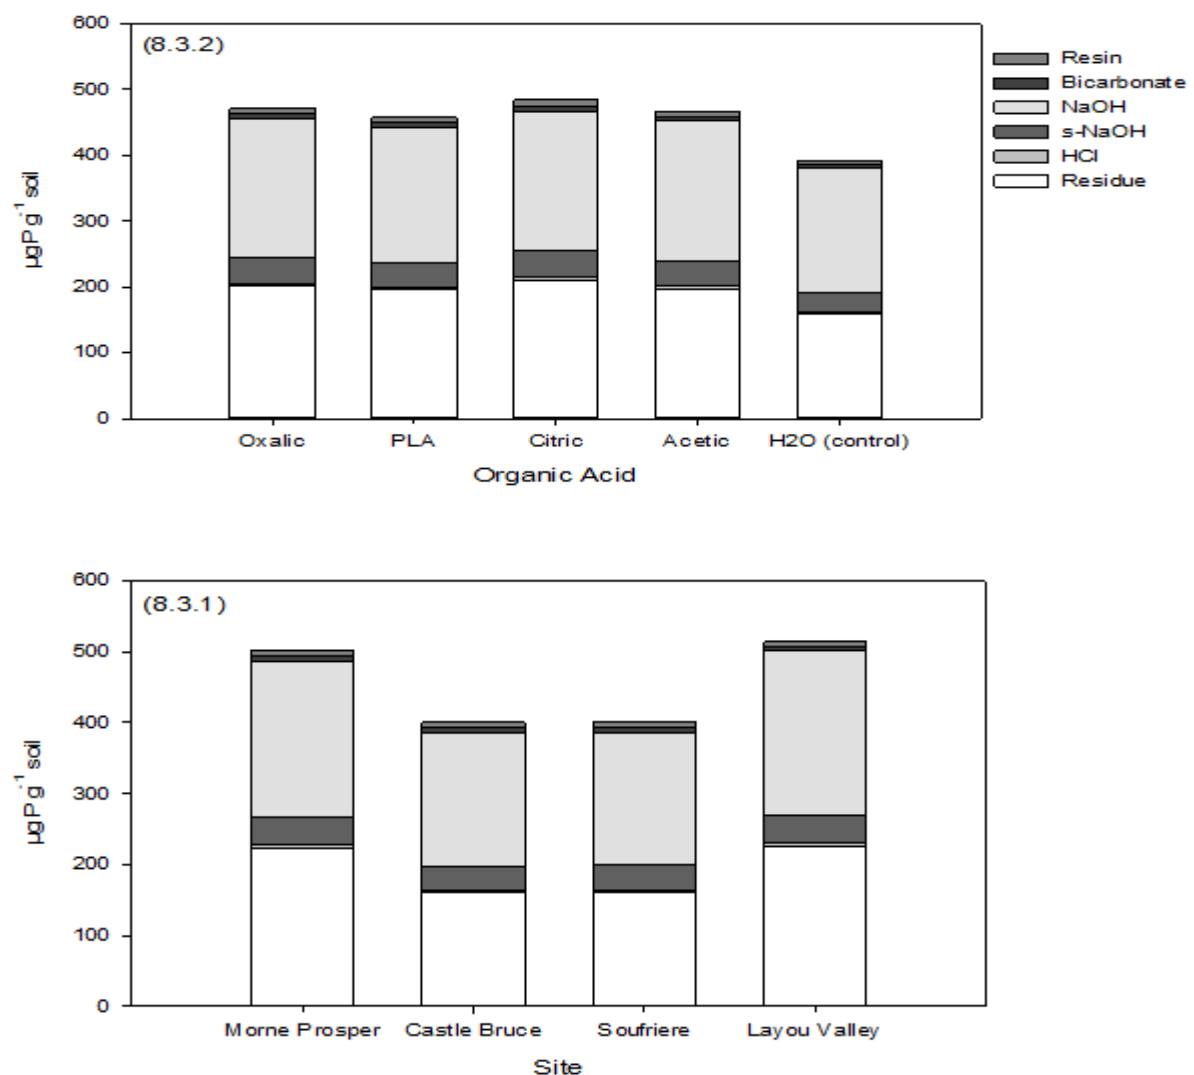 600
500
400
300
200
100
0
µgP g⁻¹ soil
(8.3.2)
Resin
Bicarbonate
NaOH
s-NaOH
HCl
Residue
Oxalic PLA Citric Acetic H2O (control)
Organic Acid
600
500
400
300
200
100
0
µgP g⁻¹ soil
(8.3.1)
Morne Prosper Castle Bruce Soufriere Layou Valley
Site